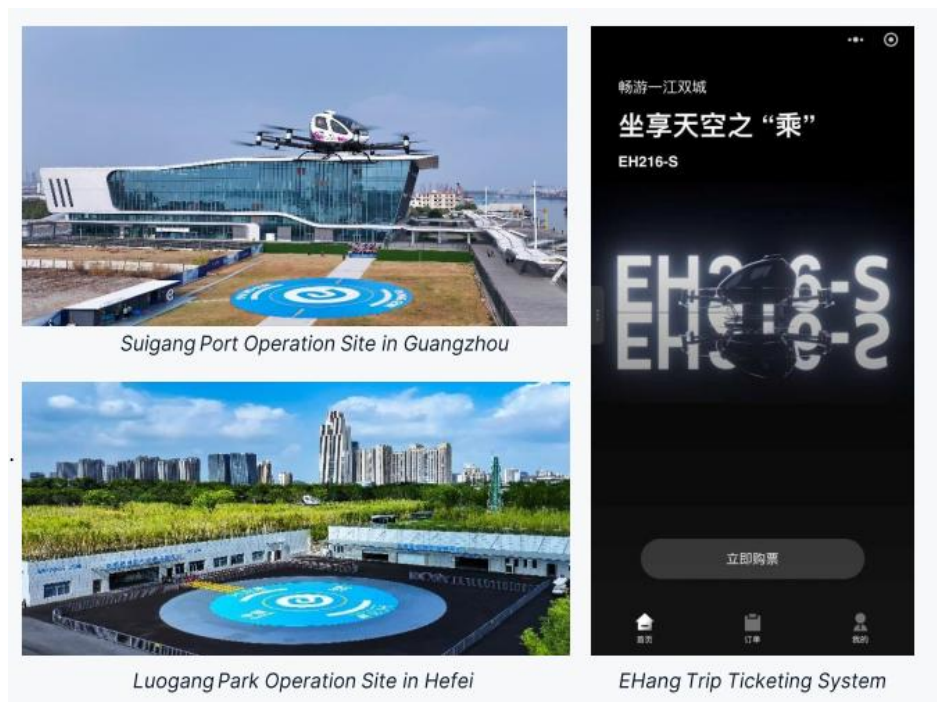 Suigang Port Operation Site in Guangzhou
Luogang Park Operation Site in Hefei
畅游一江双城
坐享天空之“乘”
EH216-S
EH216-S
立即购票
首页
订单
我的
EHang Trip Ticketing System